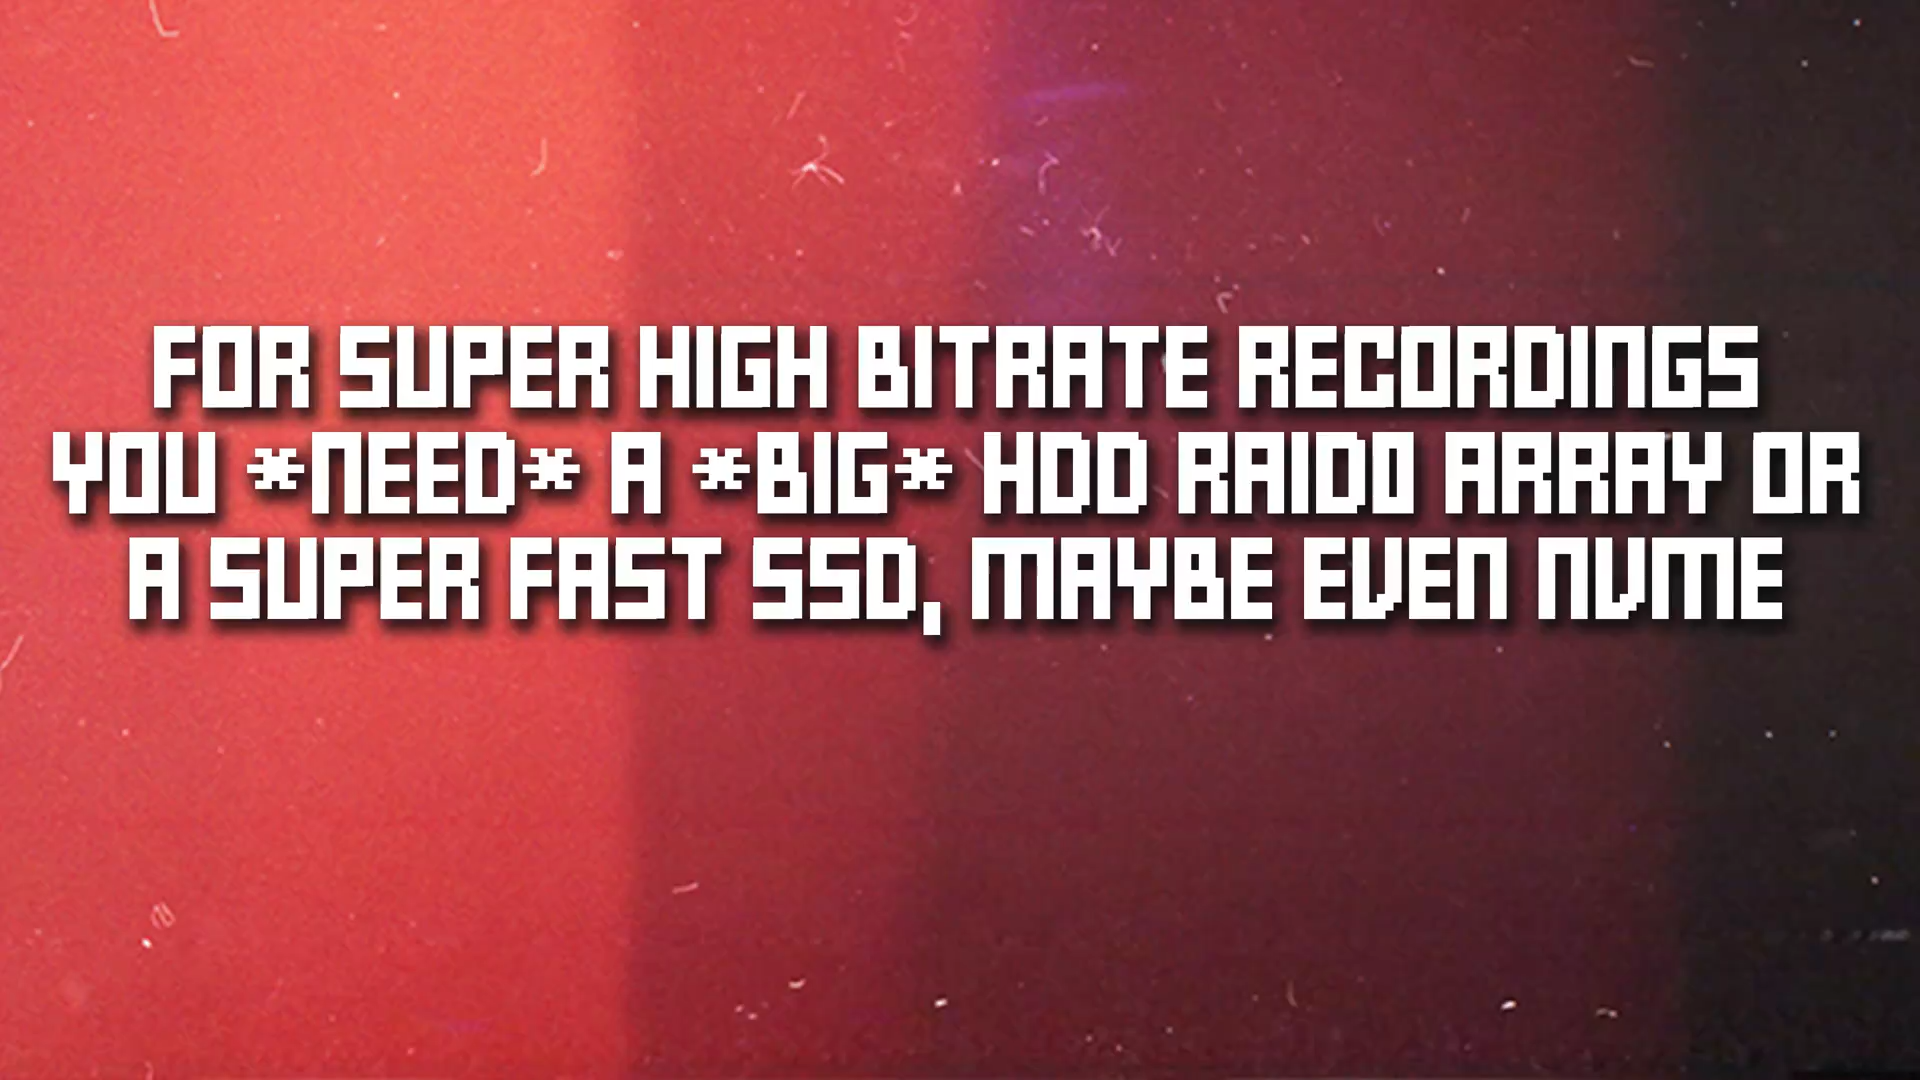 FOR SUPER HIGH BITRATE RECORDINGS
YOU *NEED* A *BIG* HDD RAID0 ARRAY OR
A SUPER FAST SSD, MAYBE EVEN NVME